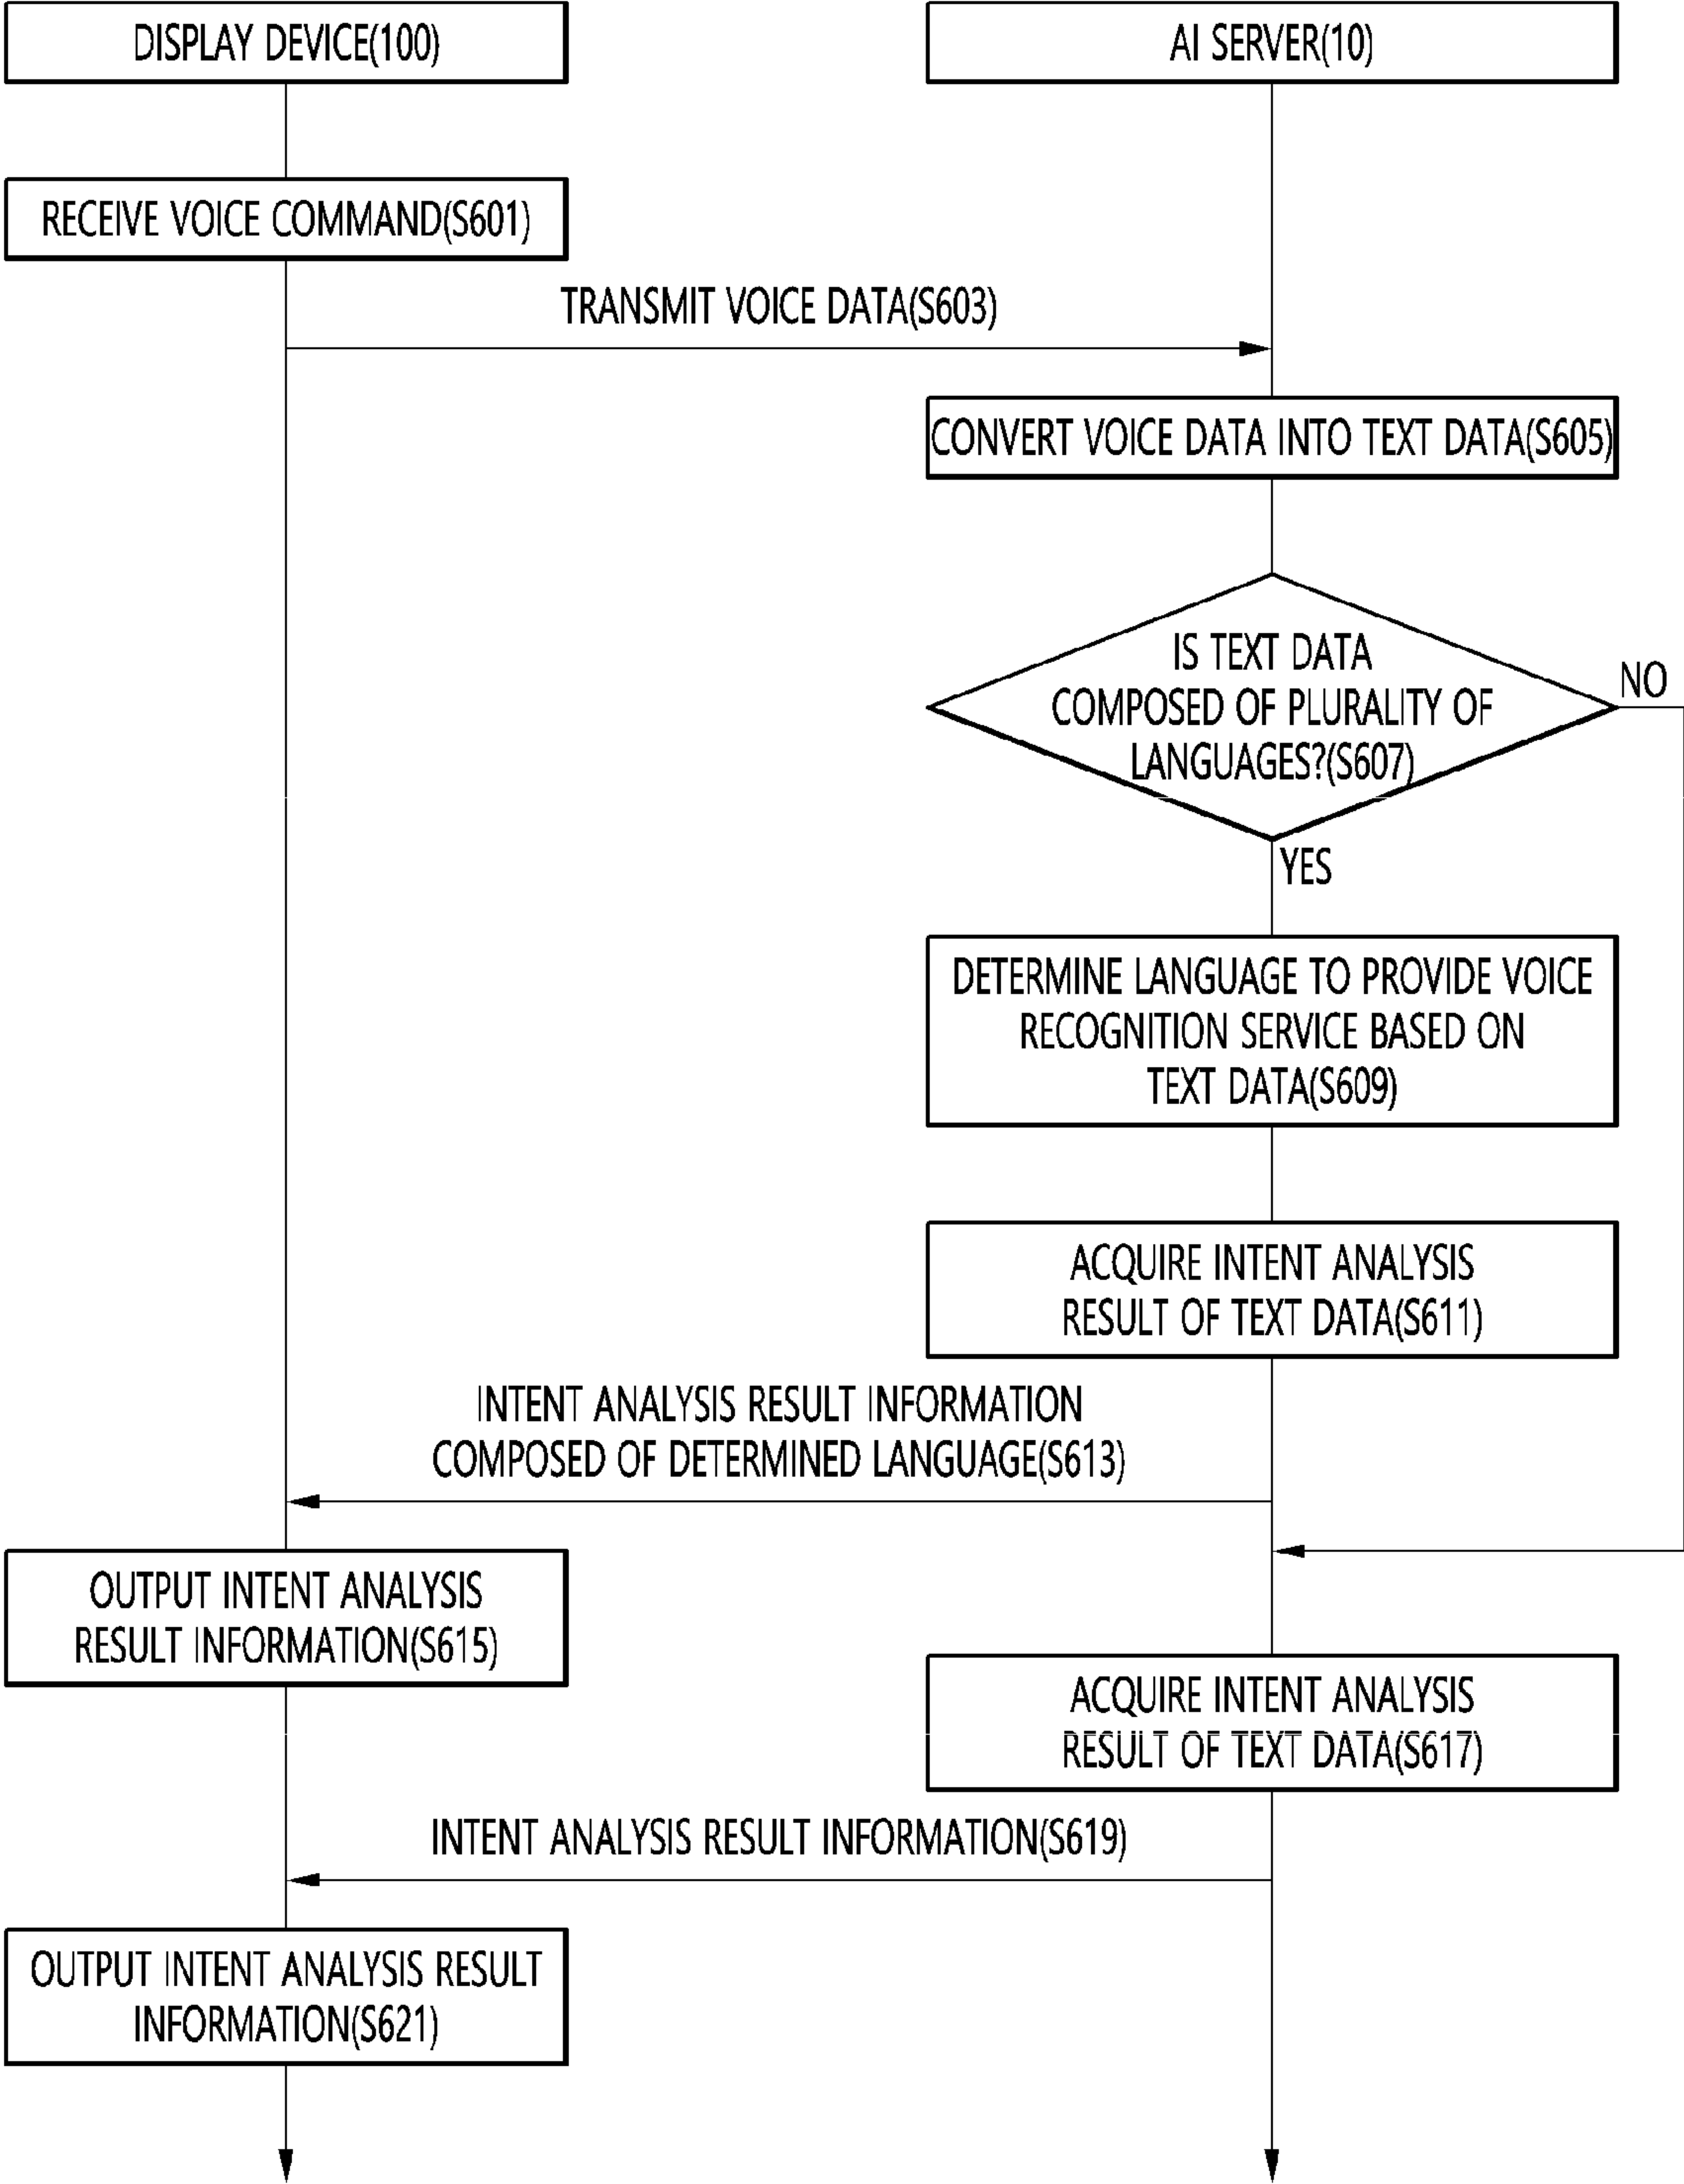 DISPLAY DEVICE(100)
AI SERVER(10)
RECEIVE VOICE COMMAND(S601)
TRANSMIT VOICE DATA(S603)
CONVERT VOICE DATA INTO TEXT DATA(S605)
IS TEXT DATA
COMPOSED OF PLURALITY OF
LANGUAGES?(S607)
NO
YES
DETERMINE LANGUAGE TO PROVIDE VOICE
RECOGNITION SERVICE BASED ON
TEXT DATA(S609)
ACQUIRE INTENT ANALYSIS
RESULT OF TEXT DATA(S611)
INTENT ANALYSIS RESULT INFORMATION
COMPOSED OF DETERMINED LANGUAGE(S613)
OUTPUT INTENT ANALYSIS
RESULT INFORMATION(S615)
ACQUIRE INTENT ANALYSIS
RESULT OF TEXT DATA(S617)
INTENT ANALYSIS RESULT INFORMATION(S619)
OUTPUT INTENT ANALYSIS RESULT
INFORMATION(S621)